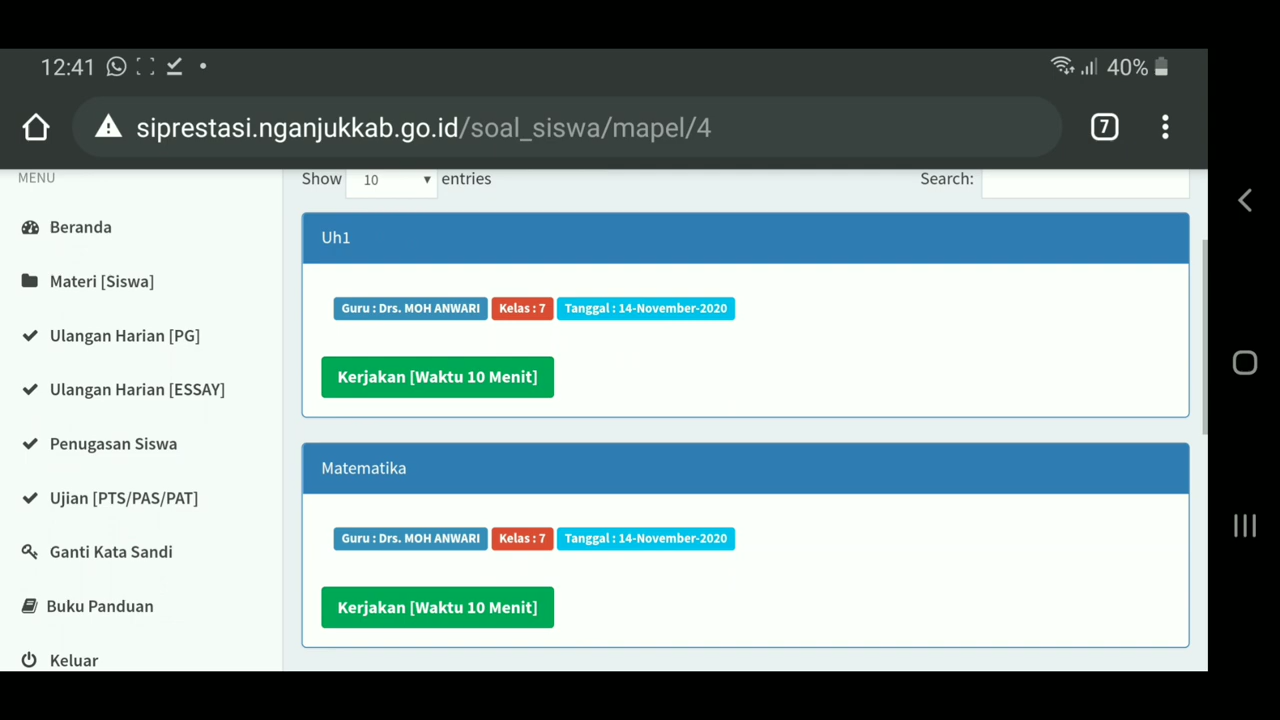 12:41 40%
siprestasi.nganjukkab.go.id/soal_siswa/mapel/4 7
MENU
Beranda
Materi [Siswa]
Ulangan Harian [PG]
Ulangan Harian [ESSAY]
Penugasan Siswa
Ujian [PTS/PAS/PAT]
Ganti Kata Sandi
Buku Panduan
Keluar
Show 10 entries Search:
Uh1
Guru : Drs. MOH ANWARI Kelas : 7 Tanggal : 14-November-2020
Kerjakan [Waktu 10 Menit]
Matematika
Guru : Drs. MOH ANWARI Kelas : 7 Tanggal : 14-November-2020
Kerjakan [Waktu 10 Menit]